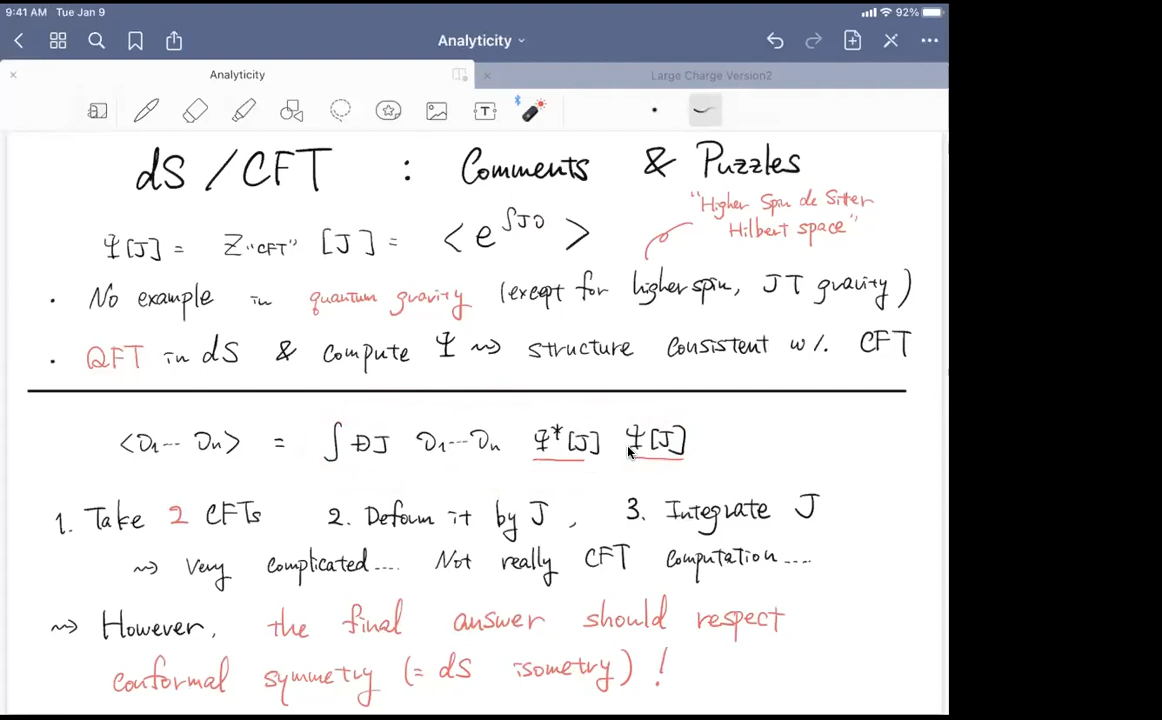 9:41 AM Tue Jan 9
92%
Analyticity
Analyticity
Large Charge Version2
dS / CFT : Comments & Puzzles
"Higher Spin de Sitter
Hilbert space"
Ψ[J] = Z"CFT" [J] = < e^∫JO >
· No example in quantum gravity (except for higher spin, JT gravity)
· QFT in dS & compute Ψ ⇝ structure consistent w/. CFT
<O₁... Oₙ> = ∫ DJ O₁...Oₙ Ψ*[J] Ψ[J]
1. Take 2 CFTs 2. Deform it by J , 3. Integrate J
⇝ Very complicated.... Not really CFT computation....
⇝ However, the final answer should respect
conformal symmetry (= dS isometry) !